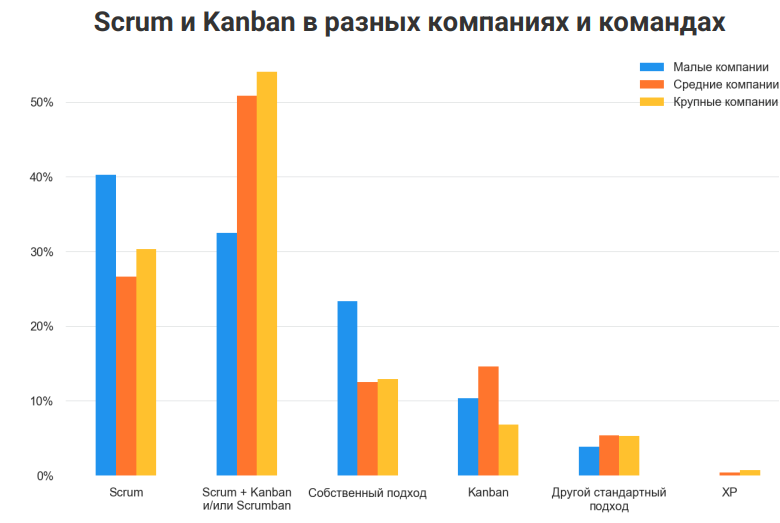 Scrum и Kanban в разных компаниях и командах
Малые компании
Средние компании
Крупные компании
50%
40%
30%
20%
10%
0%
Scrum
Scrum + Kanban
и/или Scrumban
Собственный подход
Kanban
Другой стандартный
подход
XP